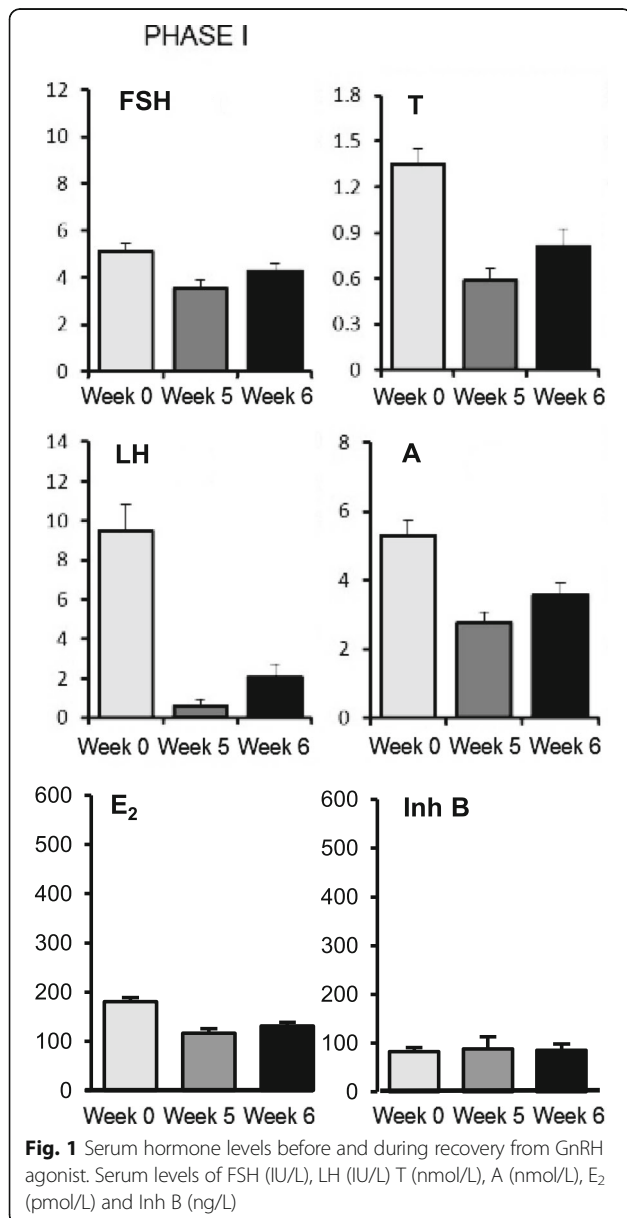 PHASE I
FSH
12
10
8
6
4
2
0
Week 0 Week 5 Week 6
T
1.8
1.5
1.2
0.9
0.6
0.3
0
Week 0 Week 5 Week 6
LH
14
12
10
8
6
4
2
0
Week 0 Week 5 Week 6
A
8
6
4
2
0
Week 0 Week 5 Week 6
E₂
600
500
400
300
200
100
0
Week 0 Week 5 Week 6
Inh B
600
500
400
300
200
100
0
Week 0 Week 5 Week 6
Fig. 1 Serum hormone levels before and during recovery from GnRH
agonist. Serum levels of FSH (IU/L), LH (IU/L) T (nmol/L), A (nmol/L), E₂
(pmol/L) and Inh B (ng/L)